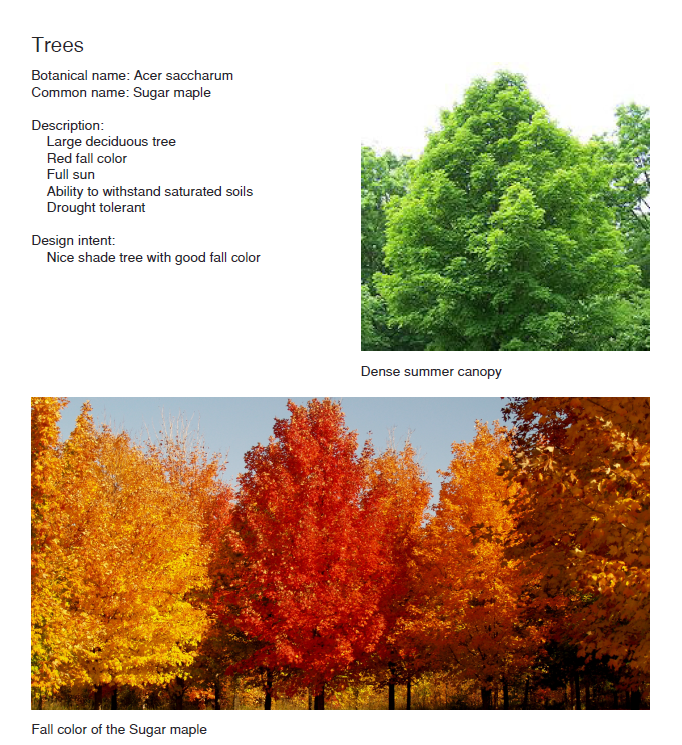 Trees
Botanical name: Acer saccharum
Common name: Sugar maple
Description:
Large deciduous tree
Red fall color
Full sun
Ability to withstand saturated soils
Drought tolerant
Design intent:
Nice shade tree with good fall color
Dense summer canopy
Fall color of the Sugar maple